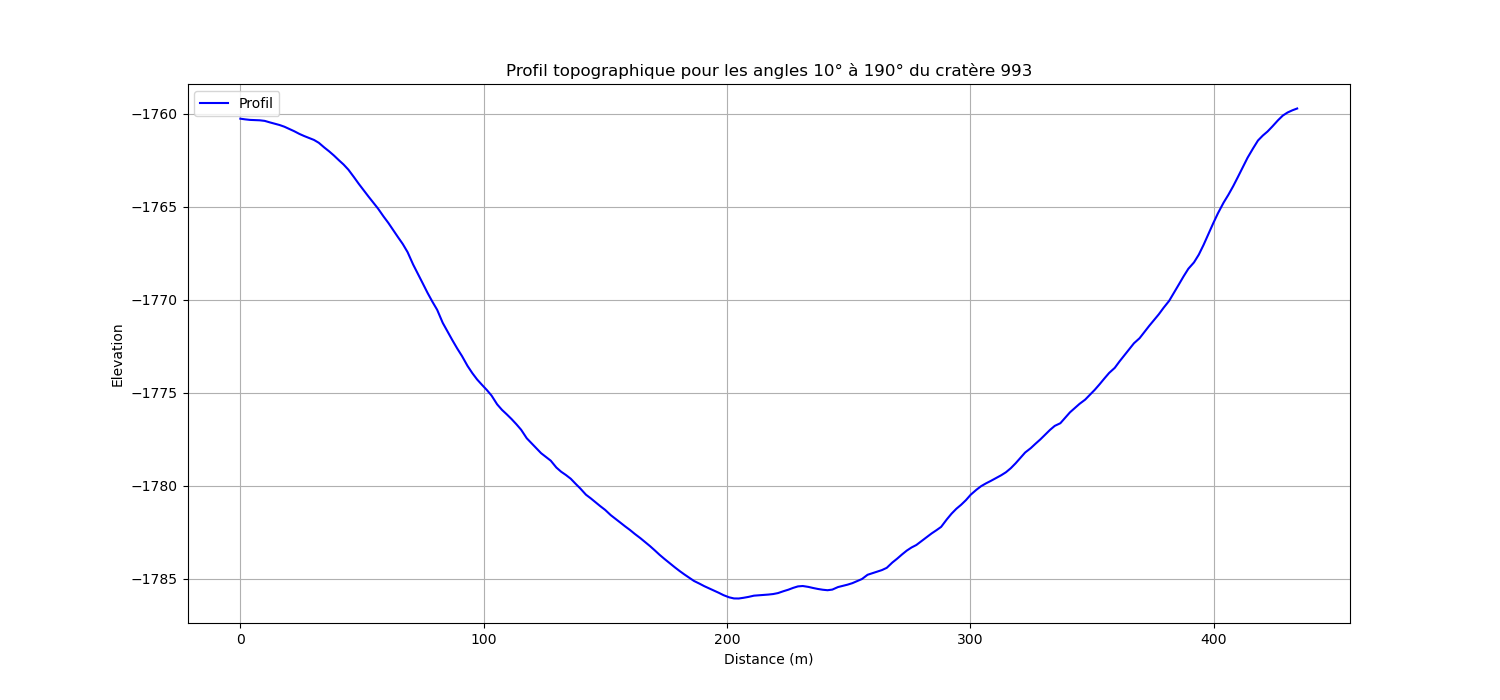 Profil topographique pour les angles 10° à 190° du cratère 993
Profil
−1760
−1765
−1770
−1775
−1780
−1785
Elevation
0 100 200 300 400
Distance (m)